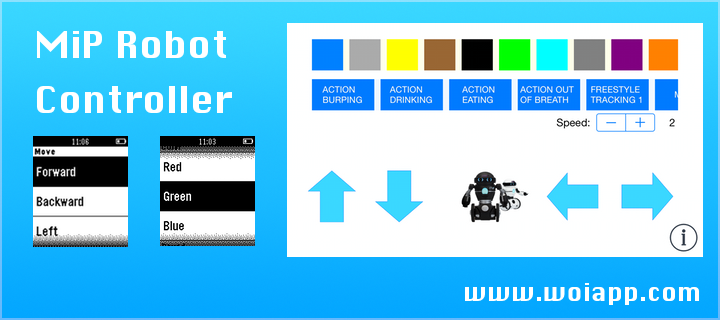 MiP Robot
Controller
11:06
Move
Forward
Backward
Left
11:03
Red
Green
Blue
ACTION
BURPING
ACTION
DRINKING
ACTION
EATING
ACTION OUT
OF BREATH
FREESTYLE
TRACKING 1
M
Speed: − + 2
i
www.woiapp.com